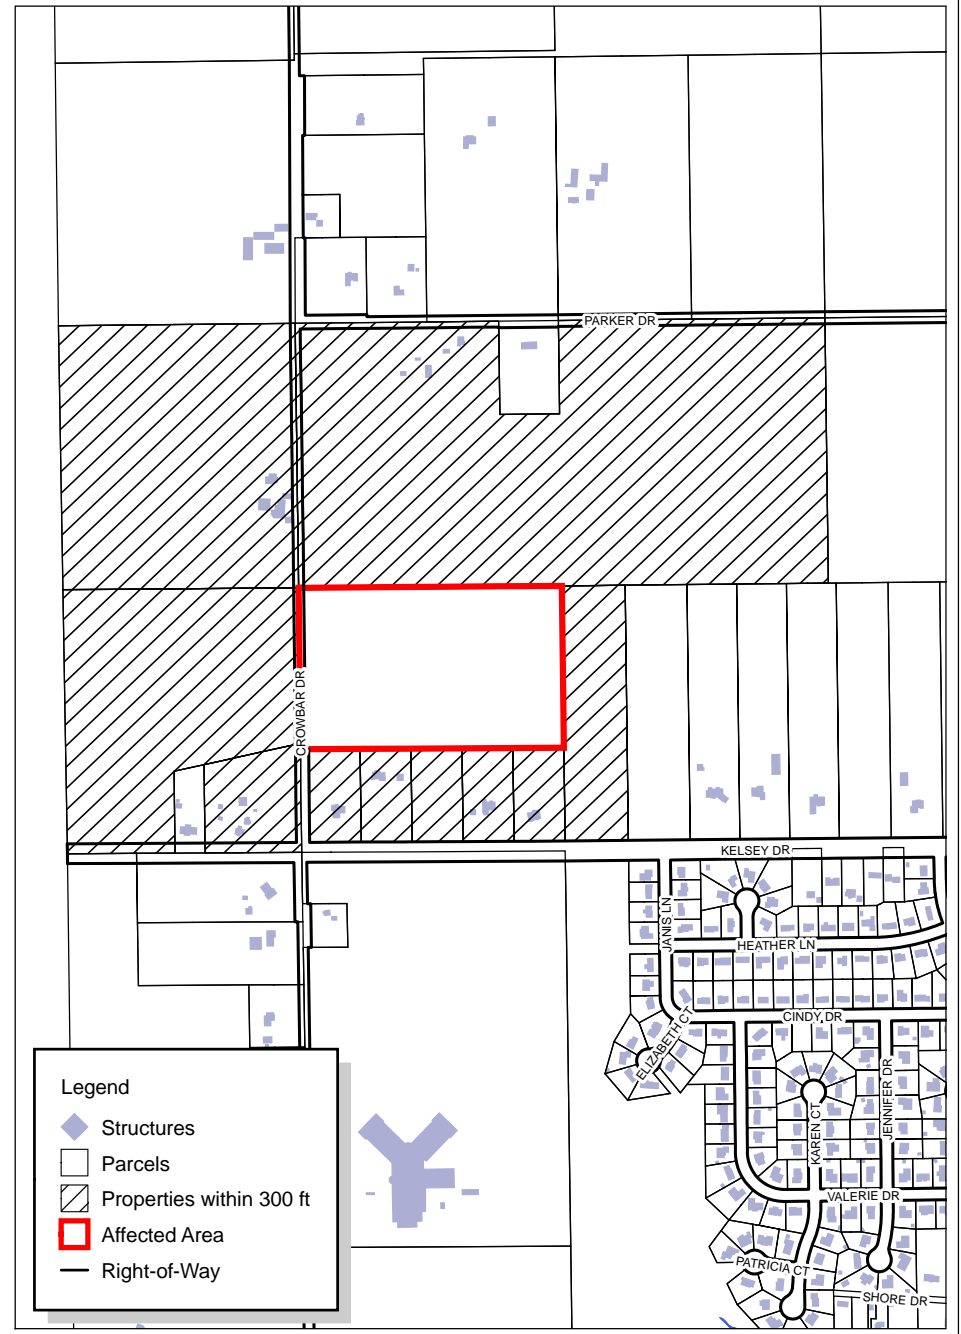 PARKER DR
CROWBAR DR
KELSEY DR
JANIS LN
HEATHER LN
CINDY DR
ELIZABETH CT
JENNIFER DR
KAREN CT
VALERIE DR
PATRICIA CT
SHORE DR
Legend
Structures
Parcels
Properties within 300 ft
Affected Area
Right-of-Way